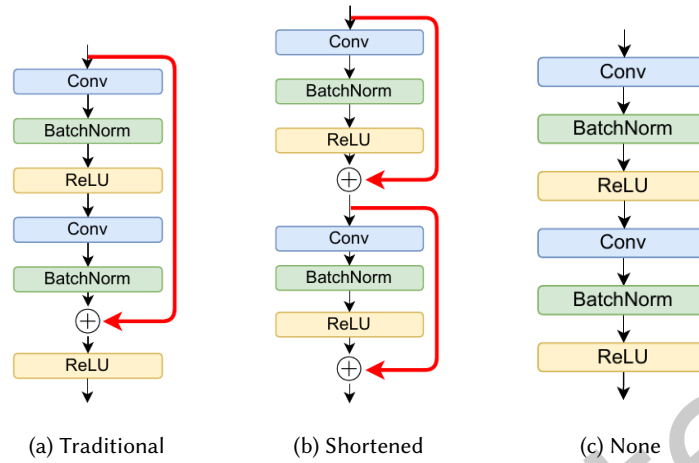 Conv
BatchNorm
ReLU
Conv
BatchNorm
ReLU
(a) Traditional
Conv
BatchNorm
ReLU
Conv
BatchNorm
ReLU
(b) Shortened
Conv
BatchNorm
ReLU
Conv
BatchNorm
ReLU
(c) None